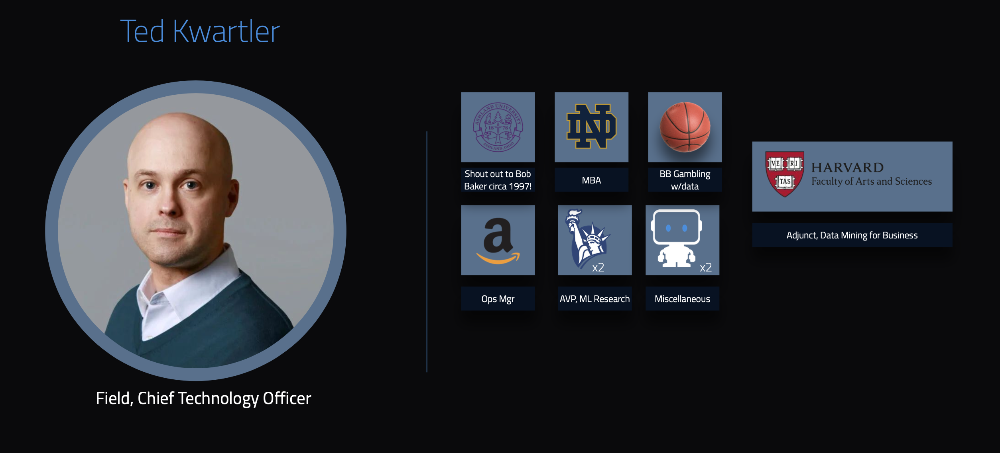 Ted Kwartler
Field, Chief Technology Officer
ASHLAND UNIVERSITY
18 78
ASHLAND, OHIO
Shout out to Bob
Baker circa 1997!
ND
MBA
BB Gambling
w/data
a
Ops Mgr
x2
AVP, ML Research
x2
Miscellaneous
VE RI
TAS
HARVARD
Faculty of Arts and Sciences
Adjunct, Data Mining for Business